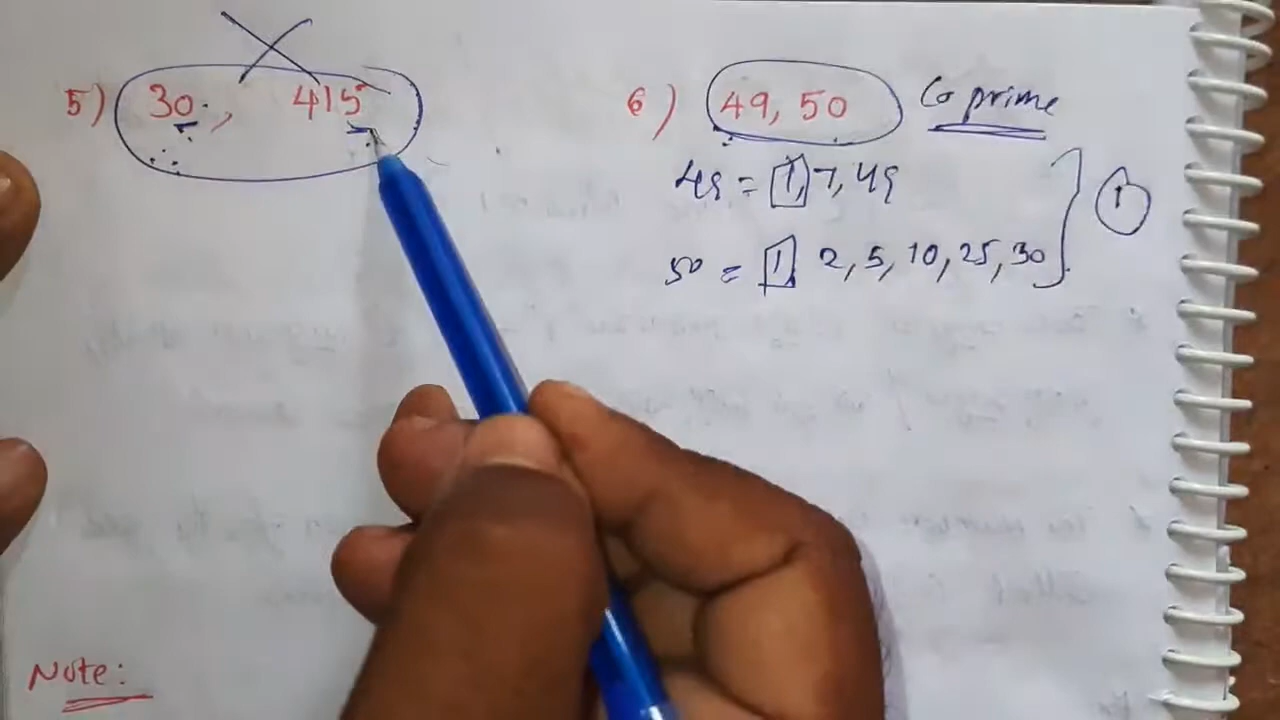 5) 30, 415
6) 49, 50 Co prime
49 = 1, 7, 49
50 = 1, 2, 5, 10, 25, 30
1
Note: